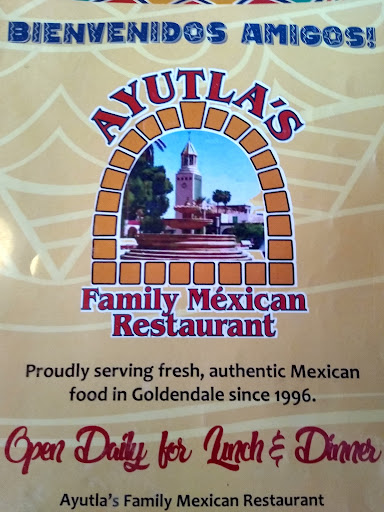 BIENVENIDOS AMIGOS!
AYUTLA'S
Family Méxican
Restaurant
Proudly serving fresh, authentic Mexican
food in Goldendale since 1996.
Open Daily for Lunch & Dinner
Ayutla's Family Mexican Restaurant